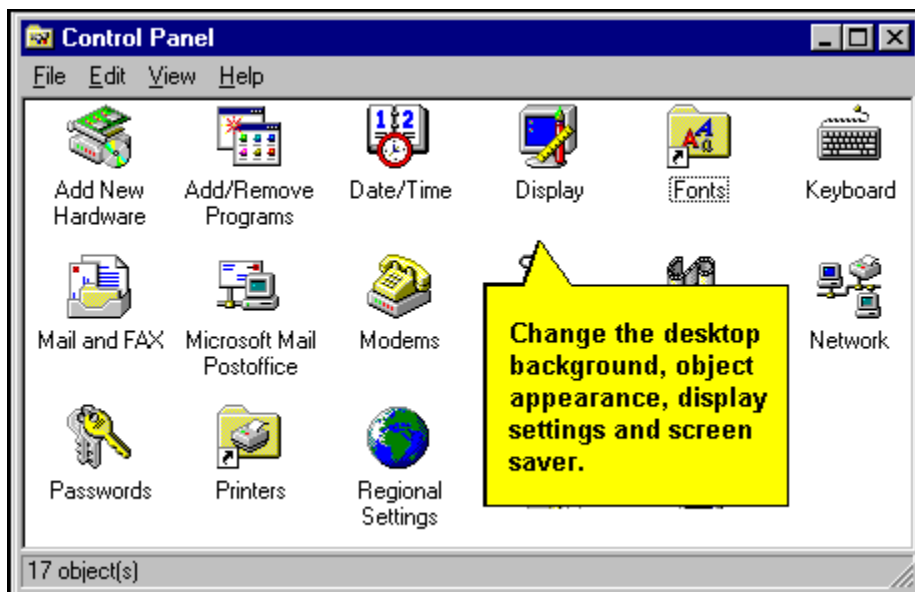 Control Panel
File Edit View Help
Add New
Hardware
Add/Remove
Programs
Date/Time
Display
Fonts
Keyboard
Mail and FAX
Microsoft Mail
Postoffice
Modems
Network
Change the desktop
background, object
appearance, display
settings and screen
saver.
Passwords
Printers
Regional
Settings
17 object(s)